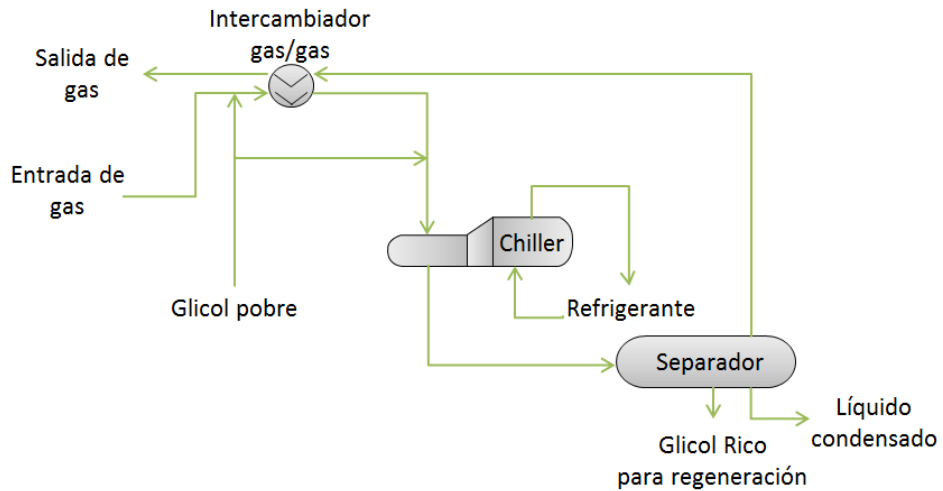 Intercambiador
gas/gas
Salida de
gas
Entrada de
gas
Chiller
Glicol pobre
Refrigerante
Separador
Líquido
condensado
Glicol Rico
para regeneración